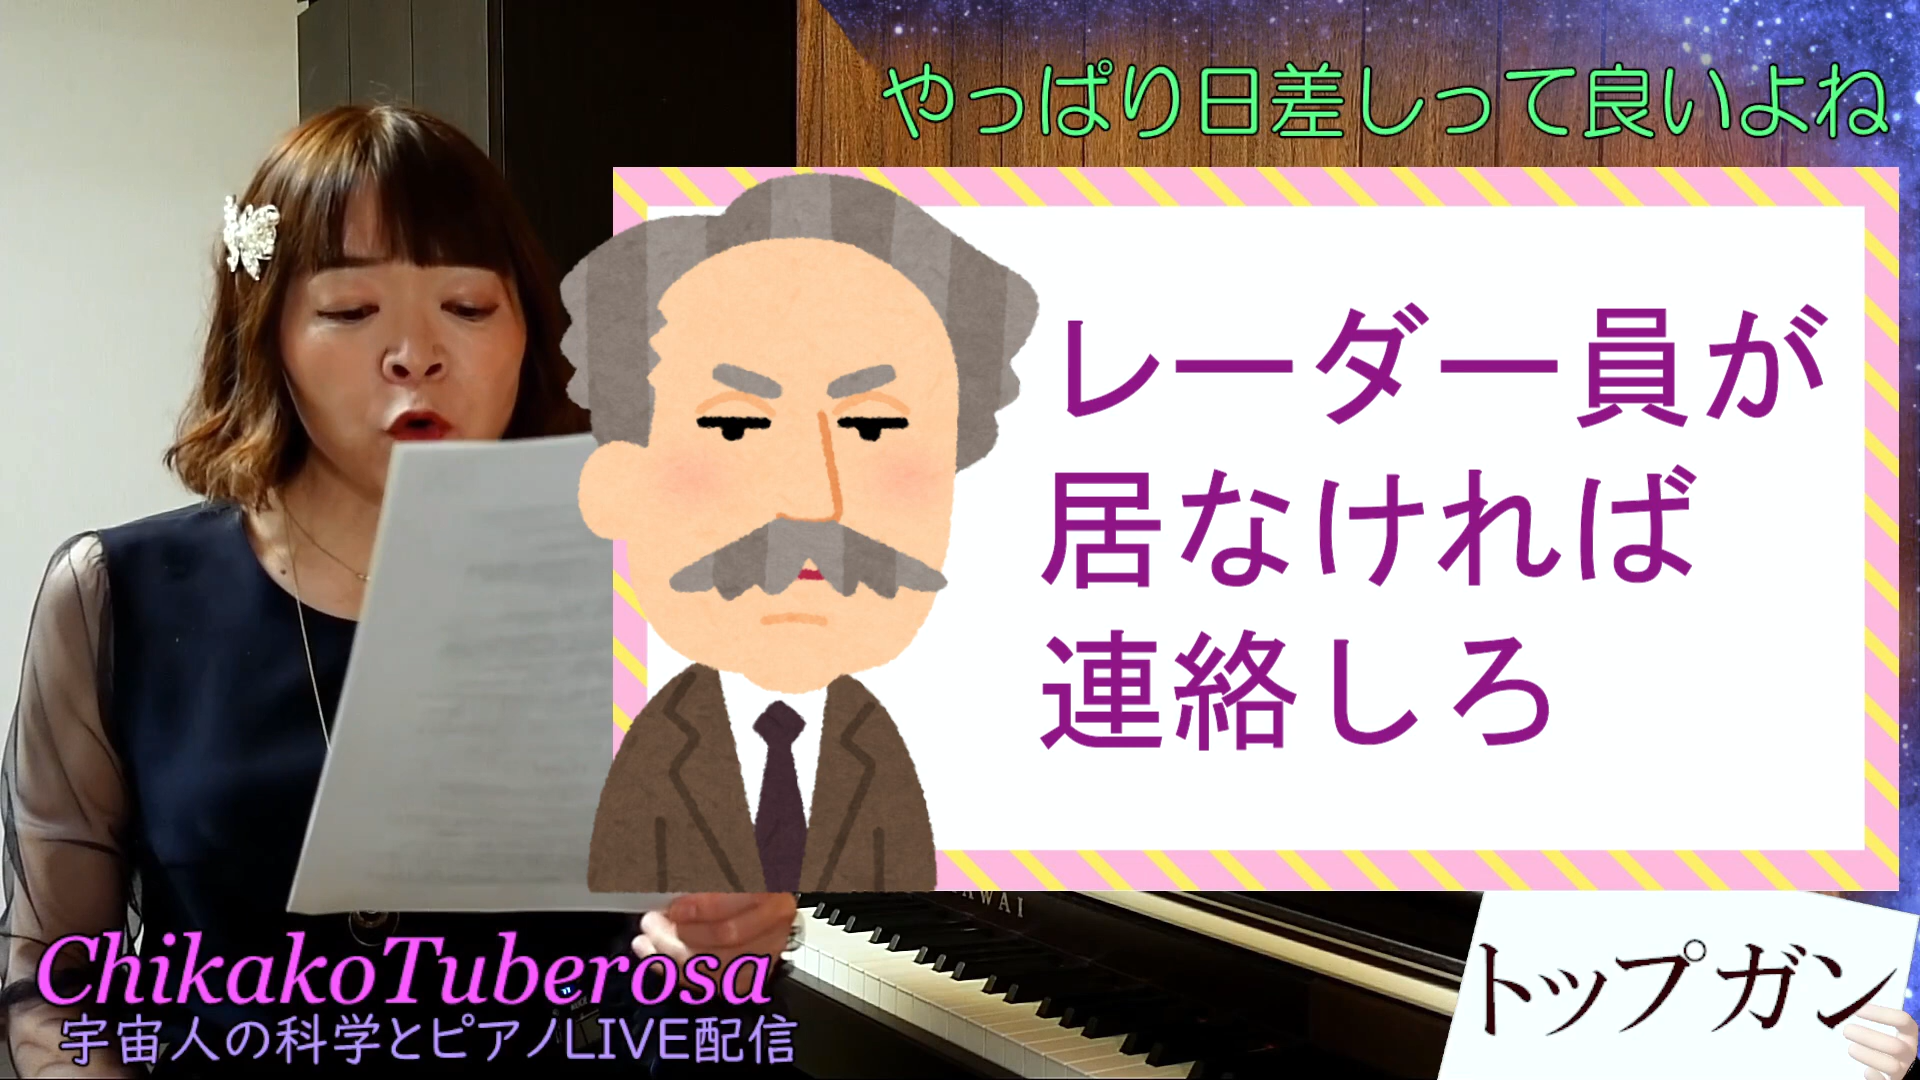 やっぱり日差しって良いよね
レーダー員が
居なければ
連絡しろ
AWAI
トップガン
ChikakoTuberosa
宇宙人の科学とピアノLIVE配信